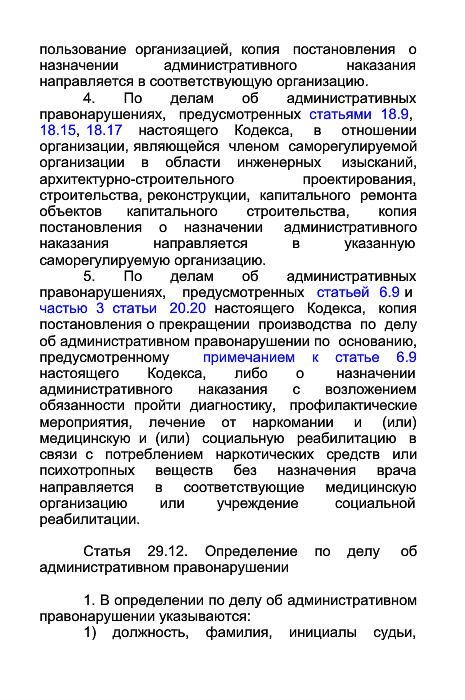 пользование организацией, копия постановления о
назначении административного наказания
направляется в соответствующую организацию.
4. По делам об административных
правонарушениях, предусмотренных статьями 18.9,
18.15, 18.17 настоящего Кодекса, в отношении
организации, являющейся членом саморегулируемой
организации в области инженерных изысканий,
архитектурно-строительного проектирования,
строительства, реконструкции, капитального ремонта
объектов капитального строительства, копия
постановления о назначении административного
наказания направляется в указанную
саморегулируемую организацию.
5. По делам об административных
правонарушениях, предусмотренных статьей 6.9 и
частью 3 статьи 20.20 настоящего Кодекса, копия
постановления о прекращении производства по делу
об административном правонарушении по основанию,
предусмотренному примечанием к статье 6.9
настоящего Кодекса, либо о назначении
административного наказания с возложением
обязанности пройти диагностику, профилактические
мероприятия, лечение от наркомании и (или)
медицинскую и (или) социальную реабилитацию в
связи с потреблением наркотических средств или
психотропных веществ без назначения врача
направляется в соответствующие медицинскую
организацию или учреждение социальной
реабилитации.
Статья 29.12. Определение по делу об
административном правонарушении
1. В определении по делу об административном
правонарушении указываются:
1) должность, фамилия, инициалы судьи,